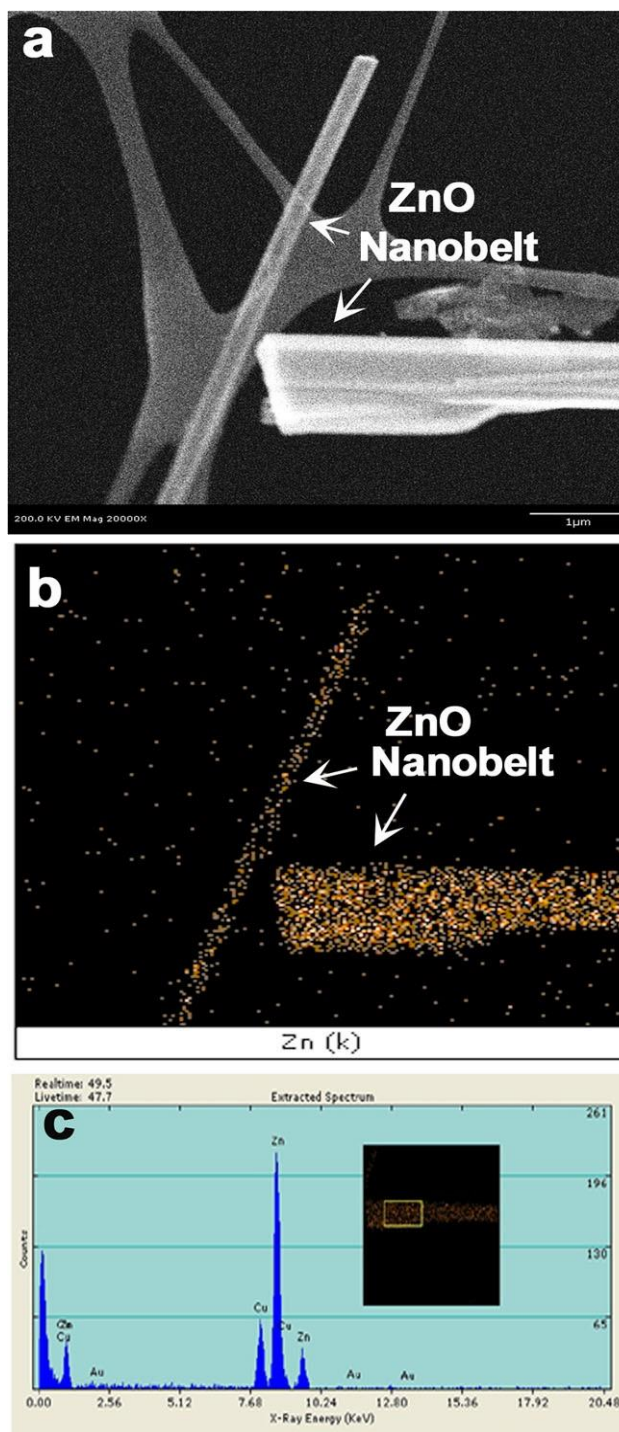 a
ZnO
Nanobelt
200.0 KV EM Mag 20000X
1µm
b
ZnO
Nanobelt
Zn (k)
Realtime: 49.5
Livetime: 47.7
Extracted Spectrum
c
261
196
130
65
Counts
Zn
Cu
Cu
Zn
Cu
Au
Au
Au
0.00 2.56 5.12 7.68 10.24 12.80 15.36 17.92 20.48
X-Ray Energy (KeV)